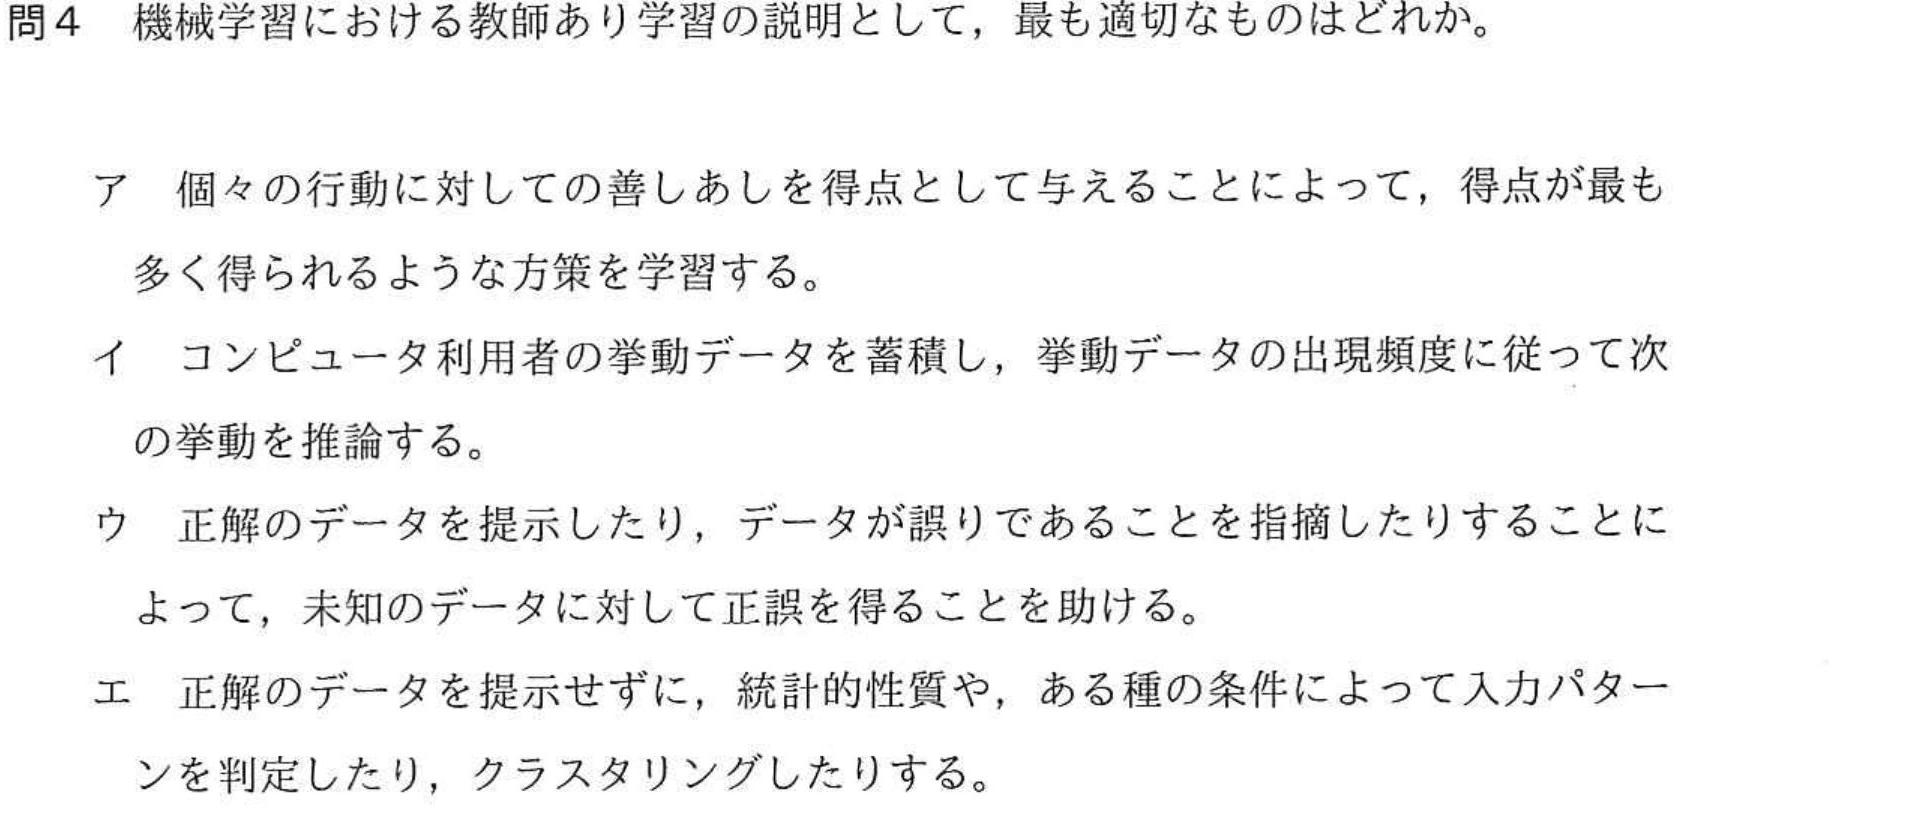 問4　機械学習における教師あり学習の説明として，最も適切なものはどれか。
ア　個々の行動に対しての善しあしを得点として与えることによって，得点が最も
多く得られるような方策を学習する。
イ　コンピュータ利用者の挙動データを蓄積し，挙動データの出現頻度に従って次
の挙動を推論する。
ウ　正解のデータを提示したり，データが誤りであることを指摘したりすることに
よって，未知のデータに対して正誤を得ることを助ける。
エ　正解のデータを提示せずに，統計的性質や，ある種の条件によって入力パター
ンを判定したり，クラスタリングしたりする。